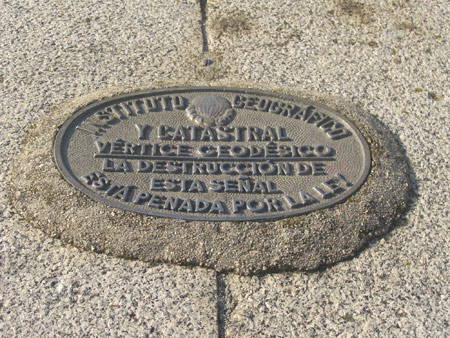 INSTITUTO GEOGRÁFICO
Y CATASTRAL
VÉRTICE GEODÉSICO
LA DESTRUCCIÓN DE
ESTA SEÑAL
ESTÁ PENADA POR LA LEY